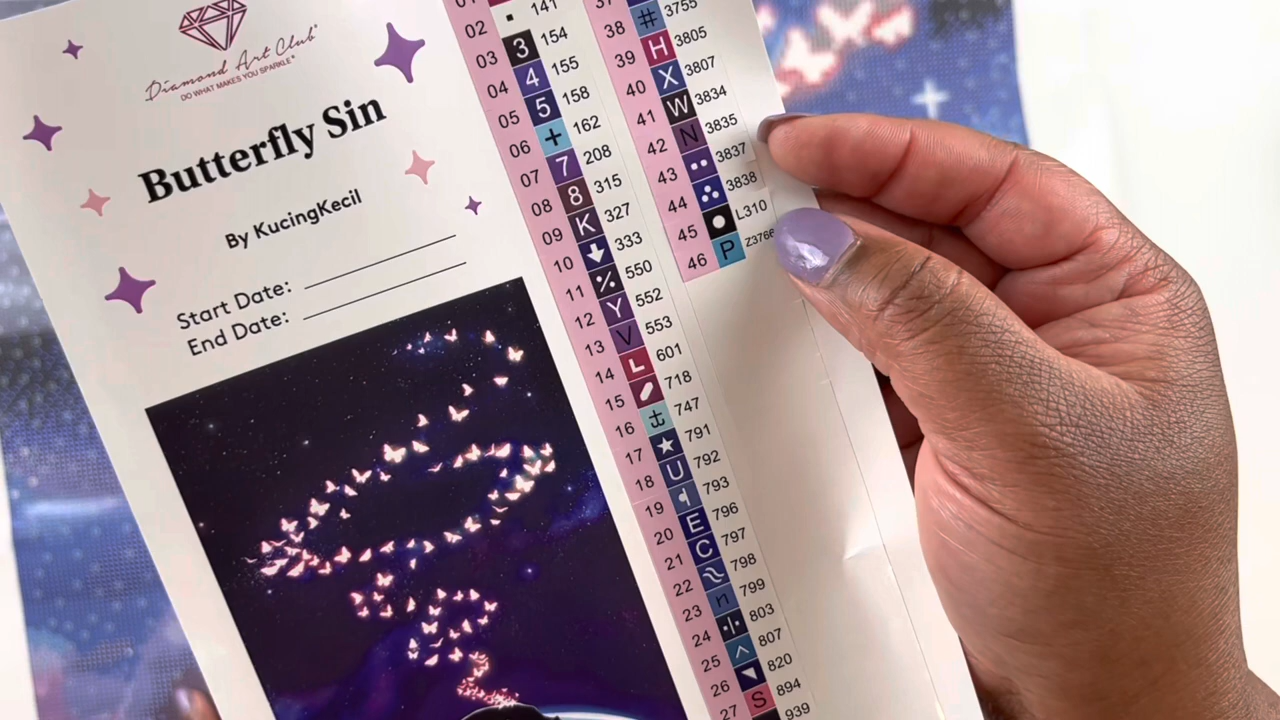 Diamond Art Club®
DO WHAT MAKES YOU SPARKLE®
Butterfly Sin
By KucingKecil
Start Date:
End Date:
01
02 141
03 3 154
04 4 155
05 5 158
06 + 162
07 7 208
08 8 315
09 K 327
10 333
11 % 550
12 Y 552
13 V 553
14 L 601
15 718
16 747
17 ★ 791
18 U 792
19 ¶ 793
20 E 796
21 C 797
22 798
23 n 799
24 803
25 ^ 807
26 820
27 S 894
939
37
38 # 3755
39 H 3805
40 X 3807
41 W 3834
42 N 3835
43 3837
44 3838
45 L310
46 P Z3766